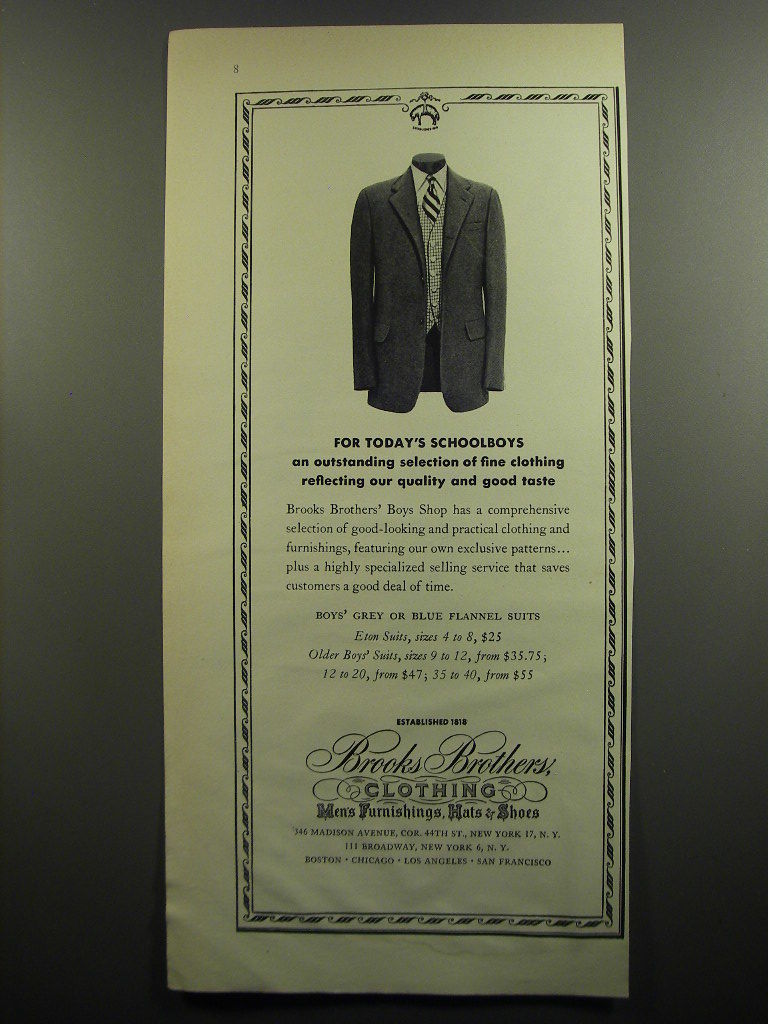 8
FOR TODAY'S SCHOOLBOYS
an outstanding selection of fine clothing
reflecting our quality and good taste
Brooks Brothers' Boys Shop has a comprehensive
selection of good-looking and practical clothing and
furnishings, featuring our own exclusive patterns...
plus a highly specialized selling service that saves
customers a good deal of time.
BOYS' GREY OR BLUE FLANNEL SUITS
Eton Suits, sizes 4 to 8, $25
Older Boys' Suits, sizes 9 to 12, from $35.75;
12 to 20, from $47; 35 to 40, from $55
ESTABLISHED 1818
Brooks Brothers,
CLOTHING
Men's Furnishings, Hats & Shoes
346 MADISON AVENUE, COR. 44TH ST., NEW YORK 17, N. Y.
111 BROADWAY, NEW YORK 6, N. Y.
BOSTON • CHICAGO • LOS ANGELES • SAN FRANCISCO